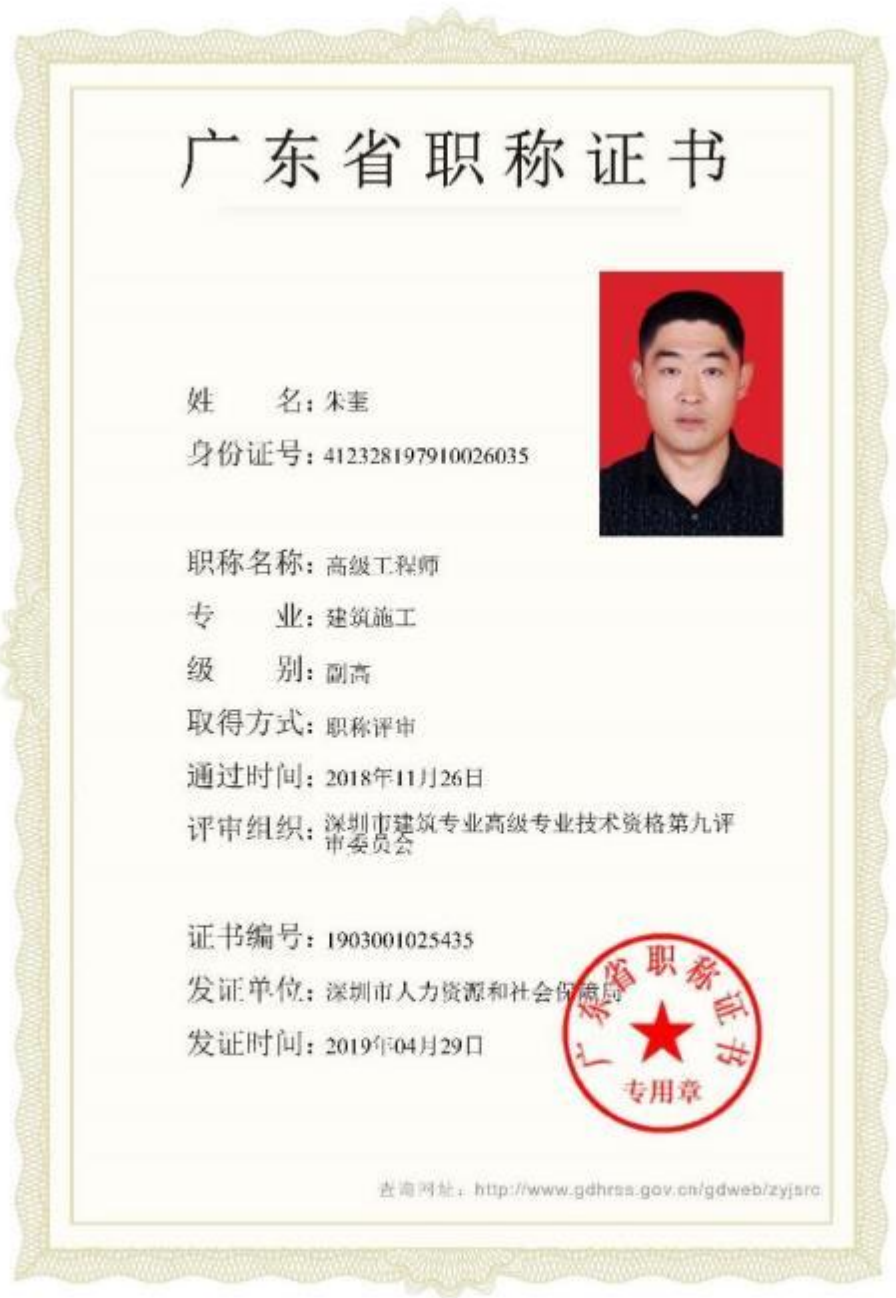 广东省职称证书
姓 名：朱奎
身份证号：412328197910026035
职称名称：高级工程师
专 业：建筑施工
级 别：副高
取得方式：职称评审
通过时间：2018年11月26日
评审组织：深圳市建筑专业高级专业技术资格第九评
审委员会
证书编号：1903001025435
发证单位：深圳市人力资源和社会保障局
发证时间：2019年04月29日
广东省职称证书
专用章
查询网址：http://www.gdhrss.gov.cn/gdweb/zyjsrc